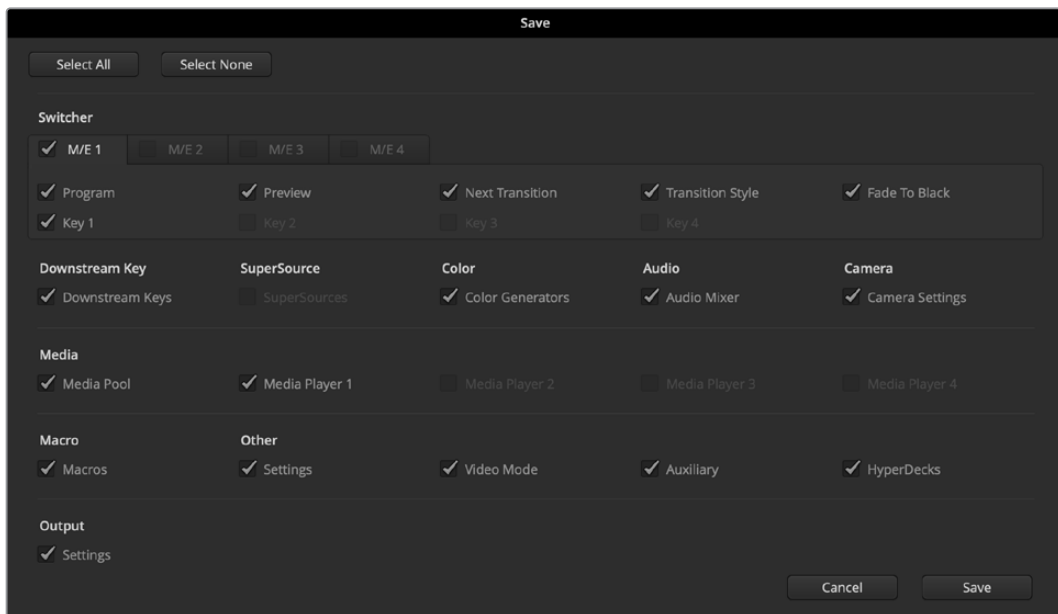 Save
Select All Select None
Switcher
M/E 1 M/E 2 M/E 3 M/E 4
Program Preview Next Transition Transition Style Fade To Black
Key 1 Key 2 Key 3 Key 4
Downstream Key SuperSource Color Audio Camera
Downstream Keys SuperSources Color Generators Audio Mixer Camera Settings
Media
Media Pool Media Player 1 Media Player 2 Media Player 3 Media Player 4
Macro Other
Macros Settings Video Mode Auxiliary HyperDecks
Output
Settings
Cancel Save